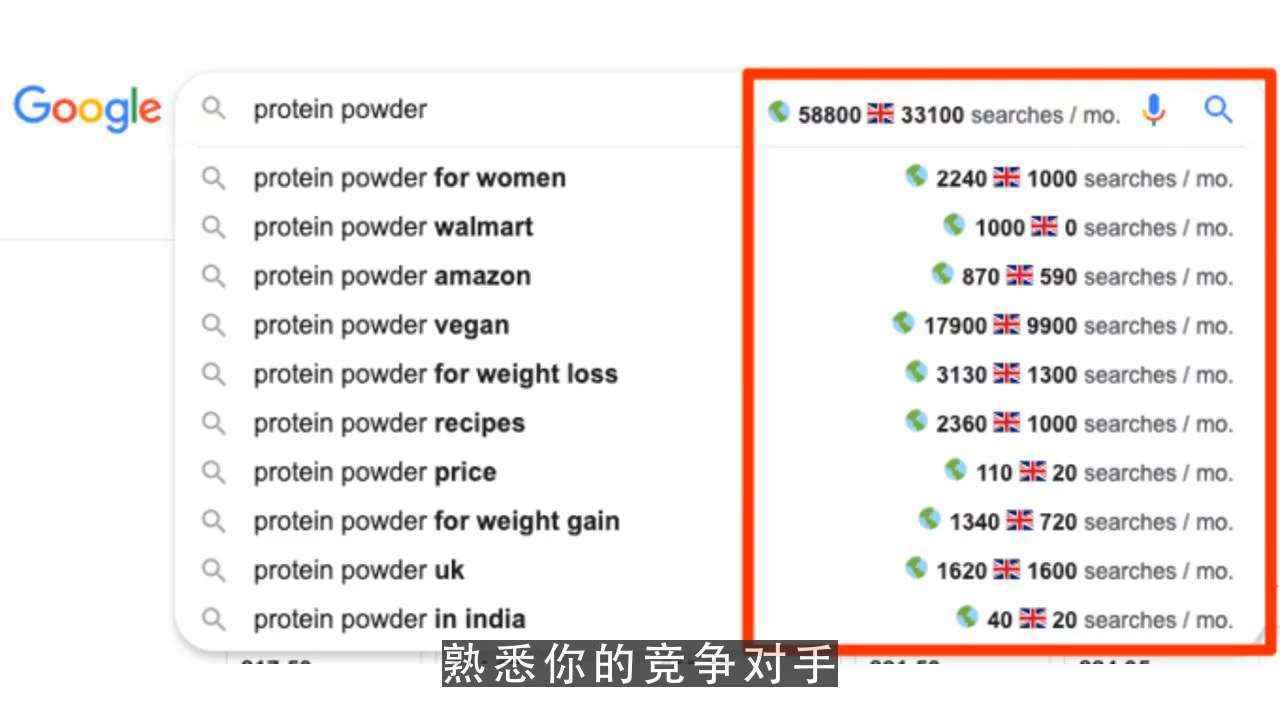 Google
protein powder 58800 33100 searches / mo.
protein powder for women 2240 1000 searches / mo.
protein powder walmart 1000 0 searches / mo.
protein powder amazon 870 590 searches / mo.
protein powder vegan 17900 9900 searches / mo.
protein powder for weight loss 3130 1300 searches / mo.
protein powder recipes 2360 1000 searches / mo.
protein powder price 110 20 searches / mo.
protein powder for weight gain 1340 720 searches / mo.
protein powder uk 1620 1600 searches / mo.
protein powder in india 40 20 searches / mo.
熟悉你的竞争对手